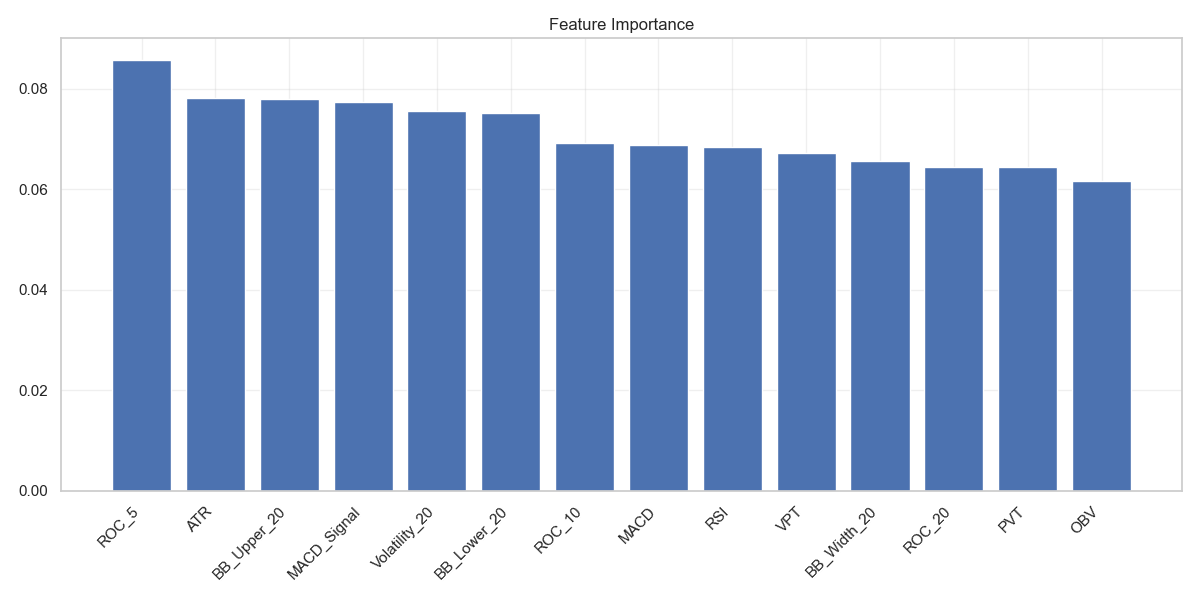 Feature Importance
0.08
0.06
0.04
0.02
0.00
ROC_5
ATR
BB_Upper_20
MACD_Signal
Volatility_20
BB_Lower_20
ROC_10
MACD
RSI
VPT
BB_Width_20
ROC_20
PVT
OBV